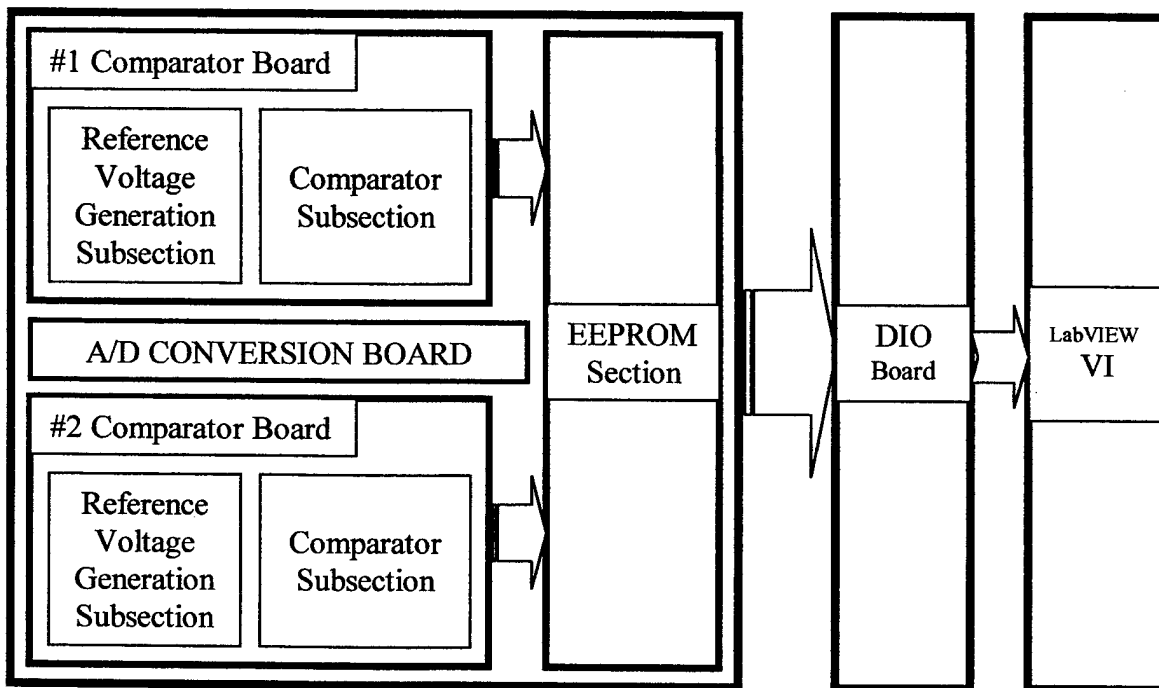 #1 Comparator Board
Reference
Voltage
Generation
Subsection
Comparator
Subsection
A/D CONVERSION BOARD
#2 Comparator Board
Reference
Voltage
Generation
Subsection
Comparator
Subsection
EEPROM
Section
DIO
Board
LabVIEW
VI